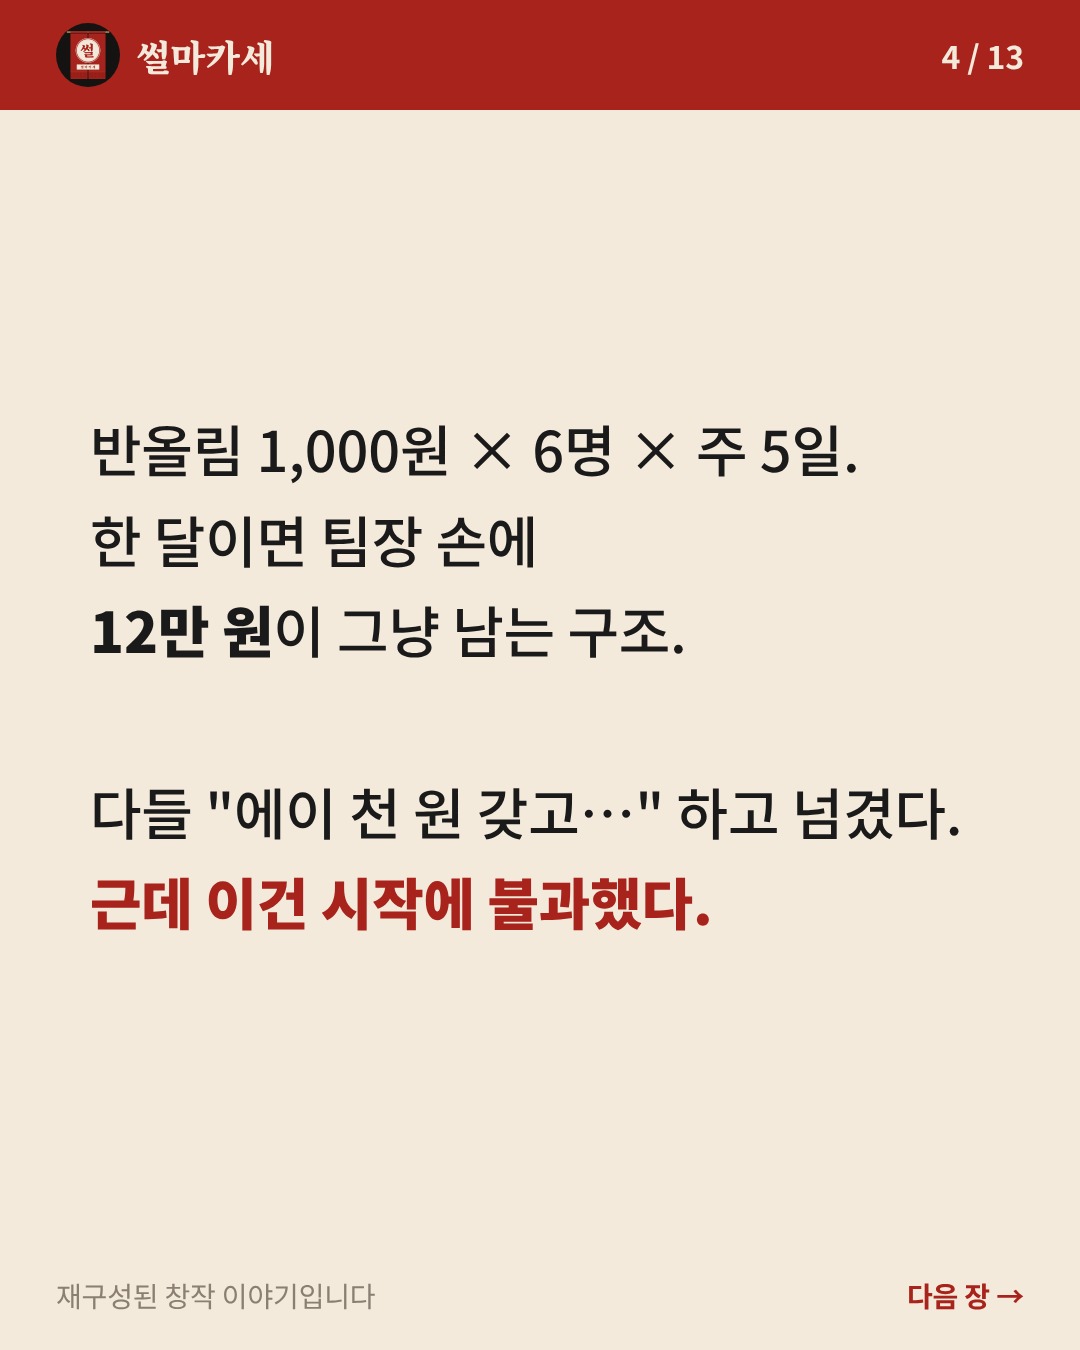 썰
썰마카세
4 / 13
반올림 1,000원 × 6명 × 주 5일.
한 달이면 팀장 손에
12만 원이 그냥 남는 구조.
다들 "에이 천 원 갖고…" 하고 넘겼다.
근데 이건 시작에 불과했다.
재구성된 창작 이야기입니다
다음 장 →